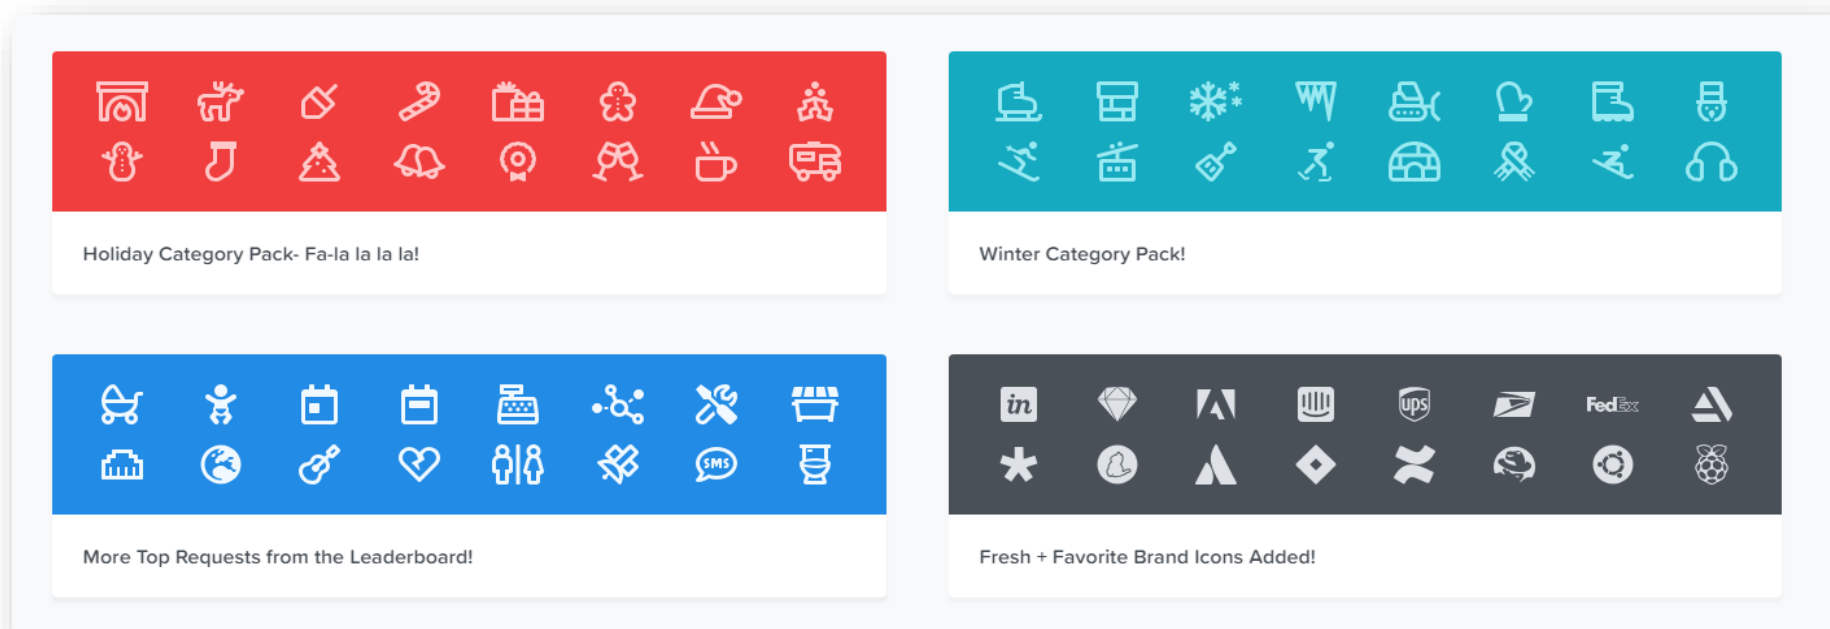 Holiday Category Pack- Fa-la la la la!
Winter Category Pack!
SMS
More Top Requests from the Leaderboard!
in
ups
FedEx
Fresh + Favorite Brand Icons Added!